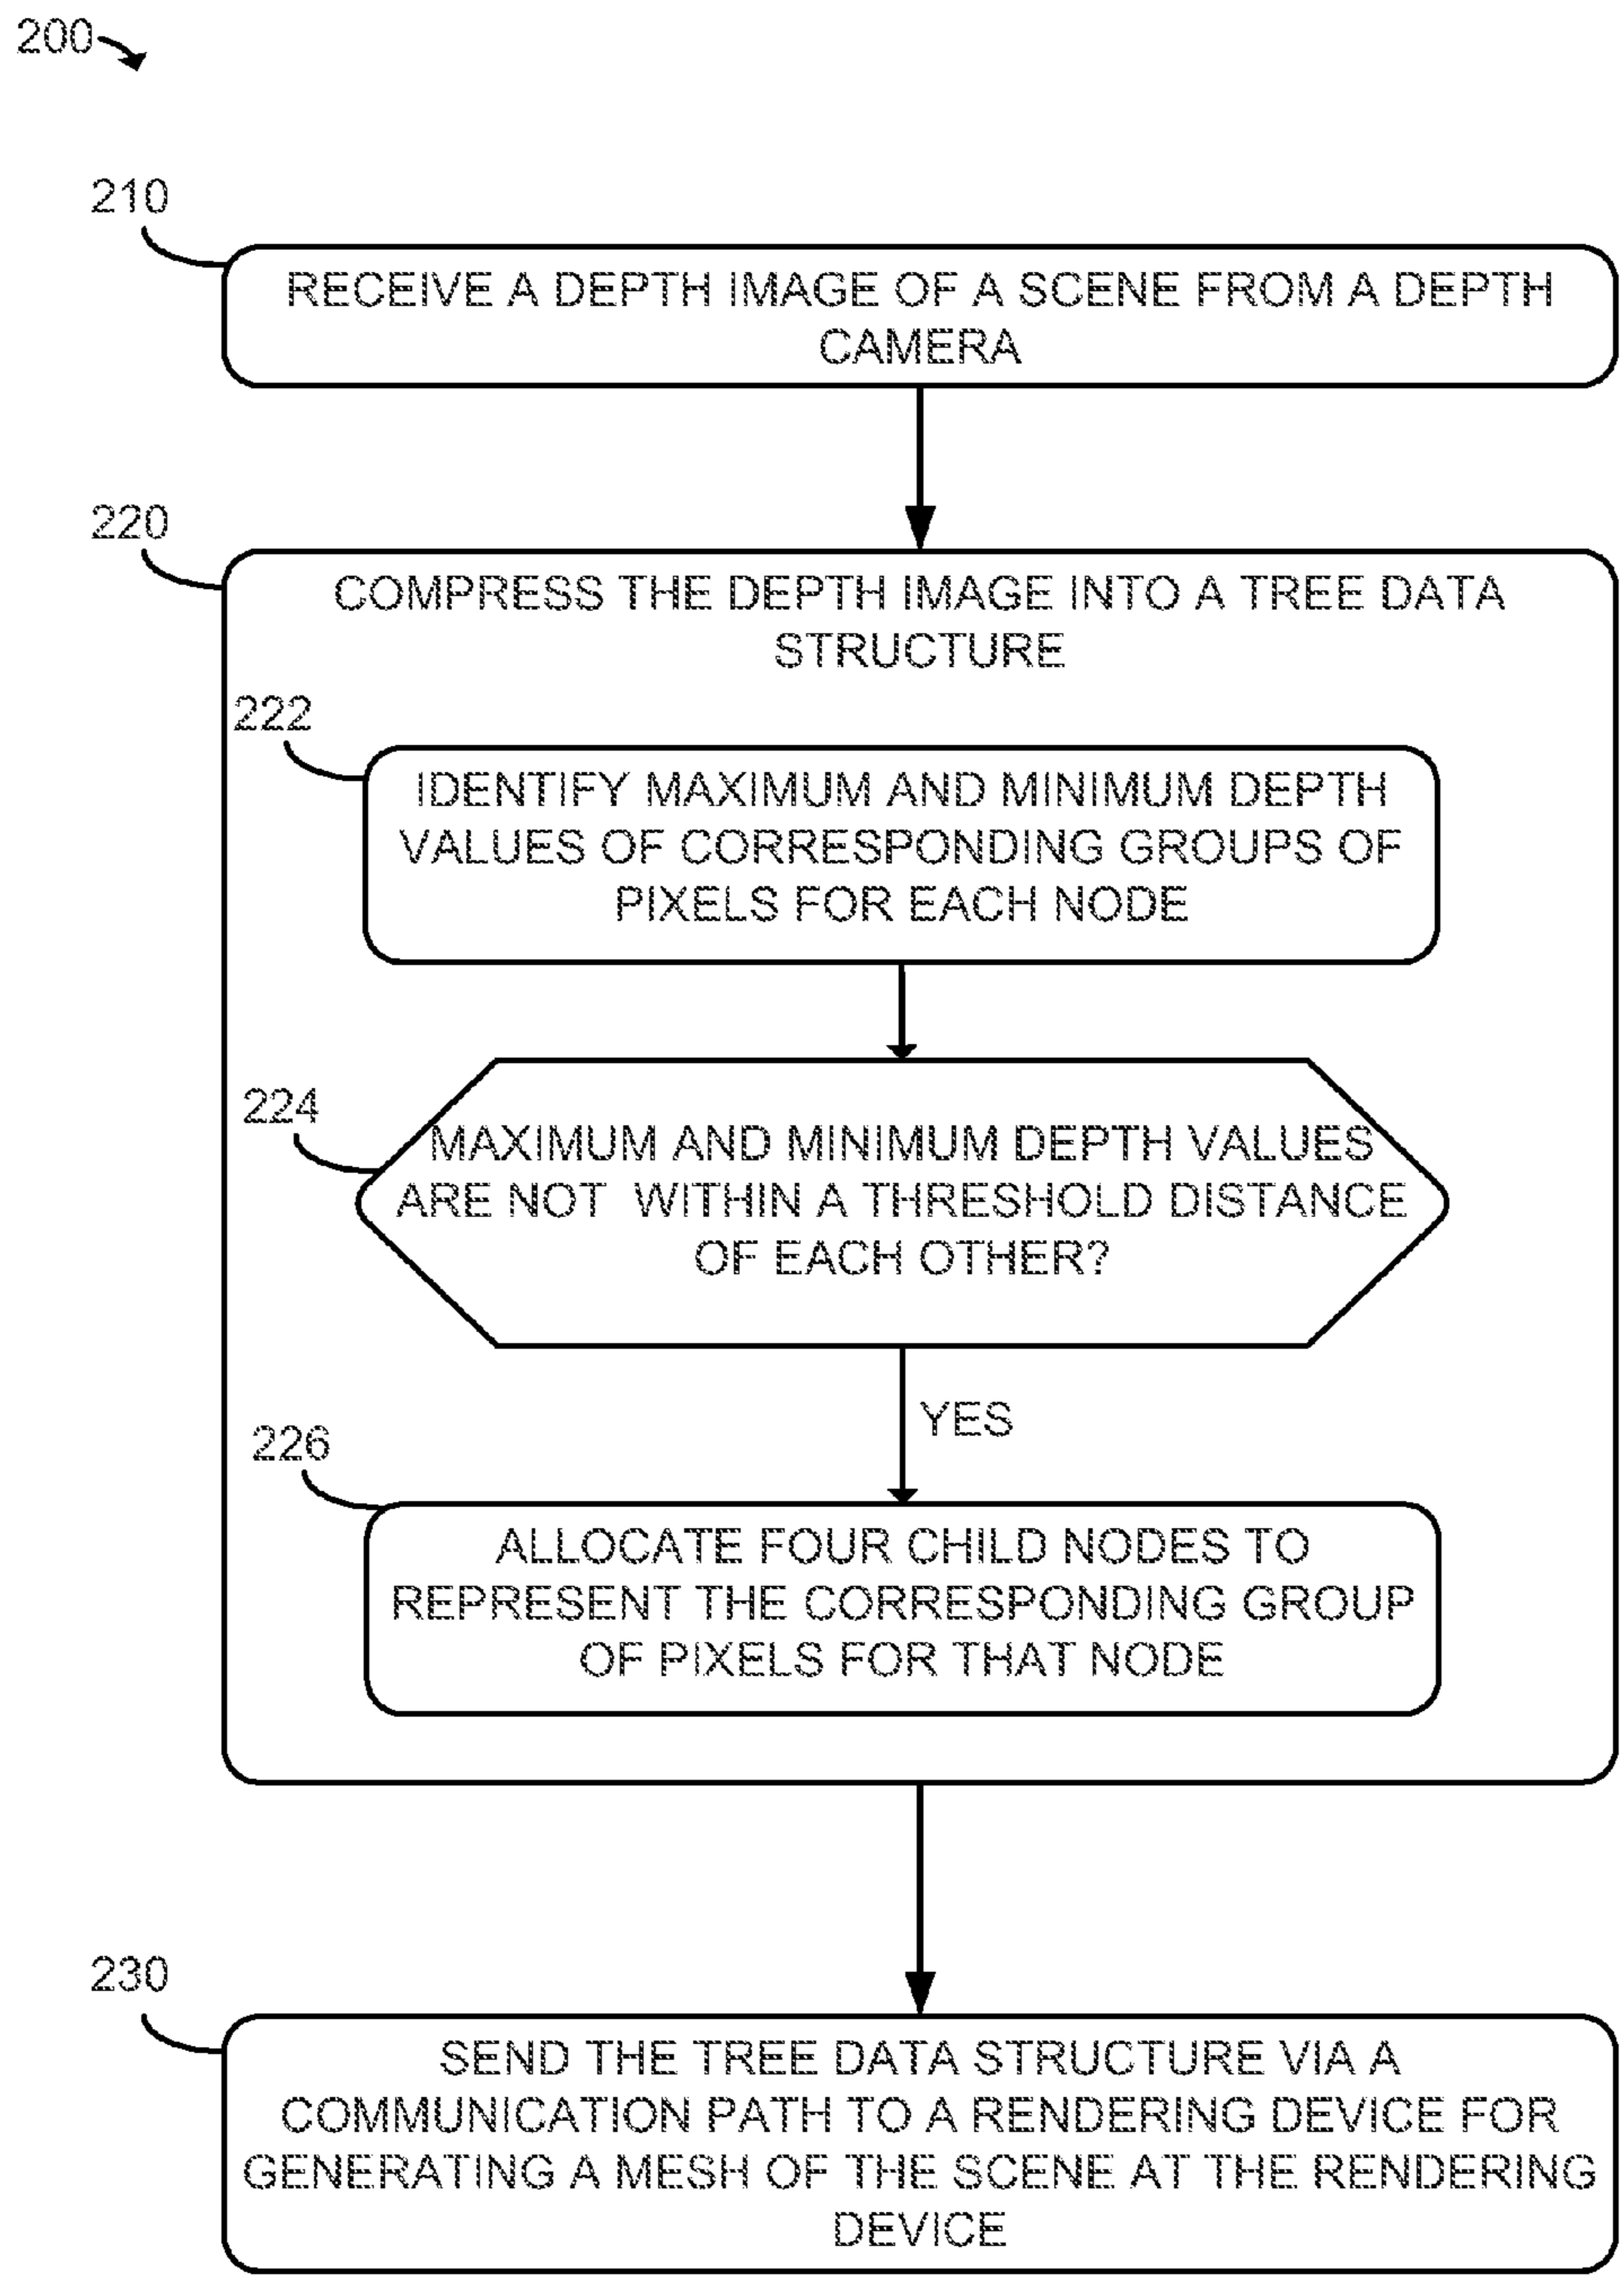 200
210
RECEIVE A DEPTH IMAGE OF A SCENE FROM A DEPTH
CAMERA
220
COMPRESS THE DEPTH IMAGE INTO A TREE DATA
STRUCTURE
222
IDENTIFY MAXIMUM AND MINIMUM DEPTH
VALUES OF CORRESPONDING GROUPS OF
PIXELS FOR EACH NODE
224
MAXIMUM AND MINIMUM DEPTH VALUES
ARE NOT WITHIN A THRESHOLD DISTANCE
OF EACH OTHER?
YES
226
ALLOCATE FOUR CHILD NODES TO
REPRESENT THE CORRESPONDING GROUP
OF PIXELS FOR THAT NODE
230
SEND THE TREE DATA STRUCTURE VIA A
COMMUNICATION PATH TO A RENDERING DEVICE FOR
GENERATING A MESH OF THE SCENE AT THE RENDERING
DEVICE